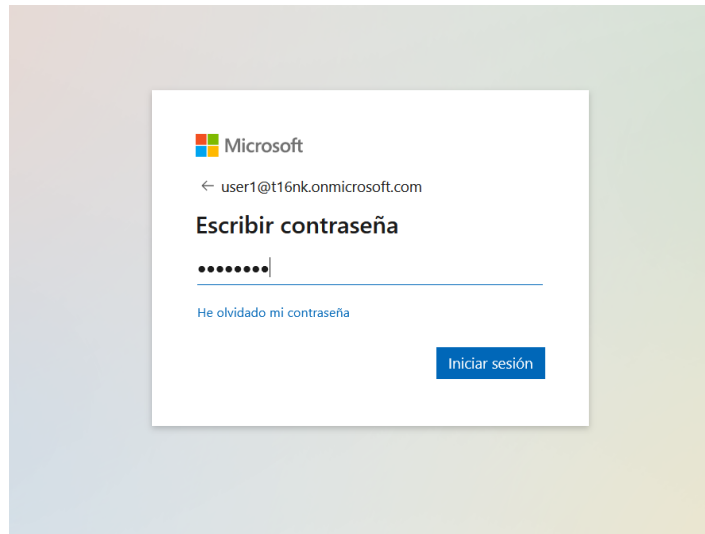 Microsoft
← user1@t16nk.onmicrosoft.com
Escribir contraseña
••••••••
He olvidado mi contraseña
Iniciar sesión